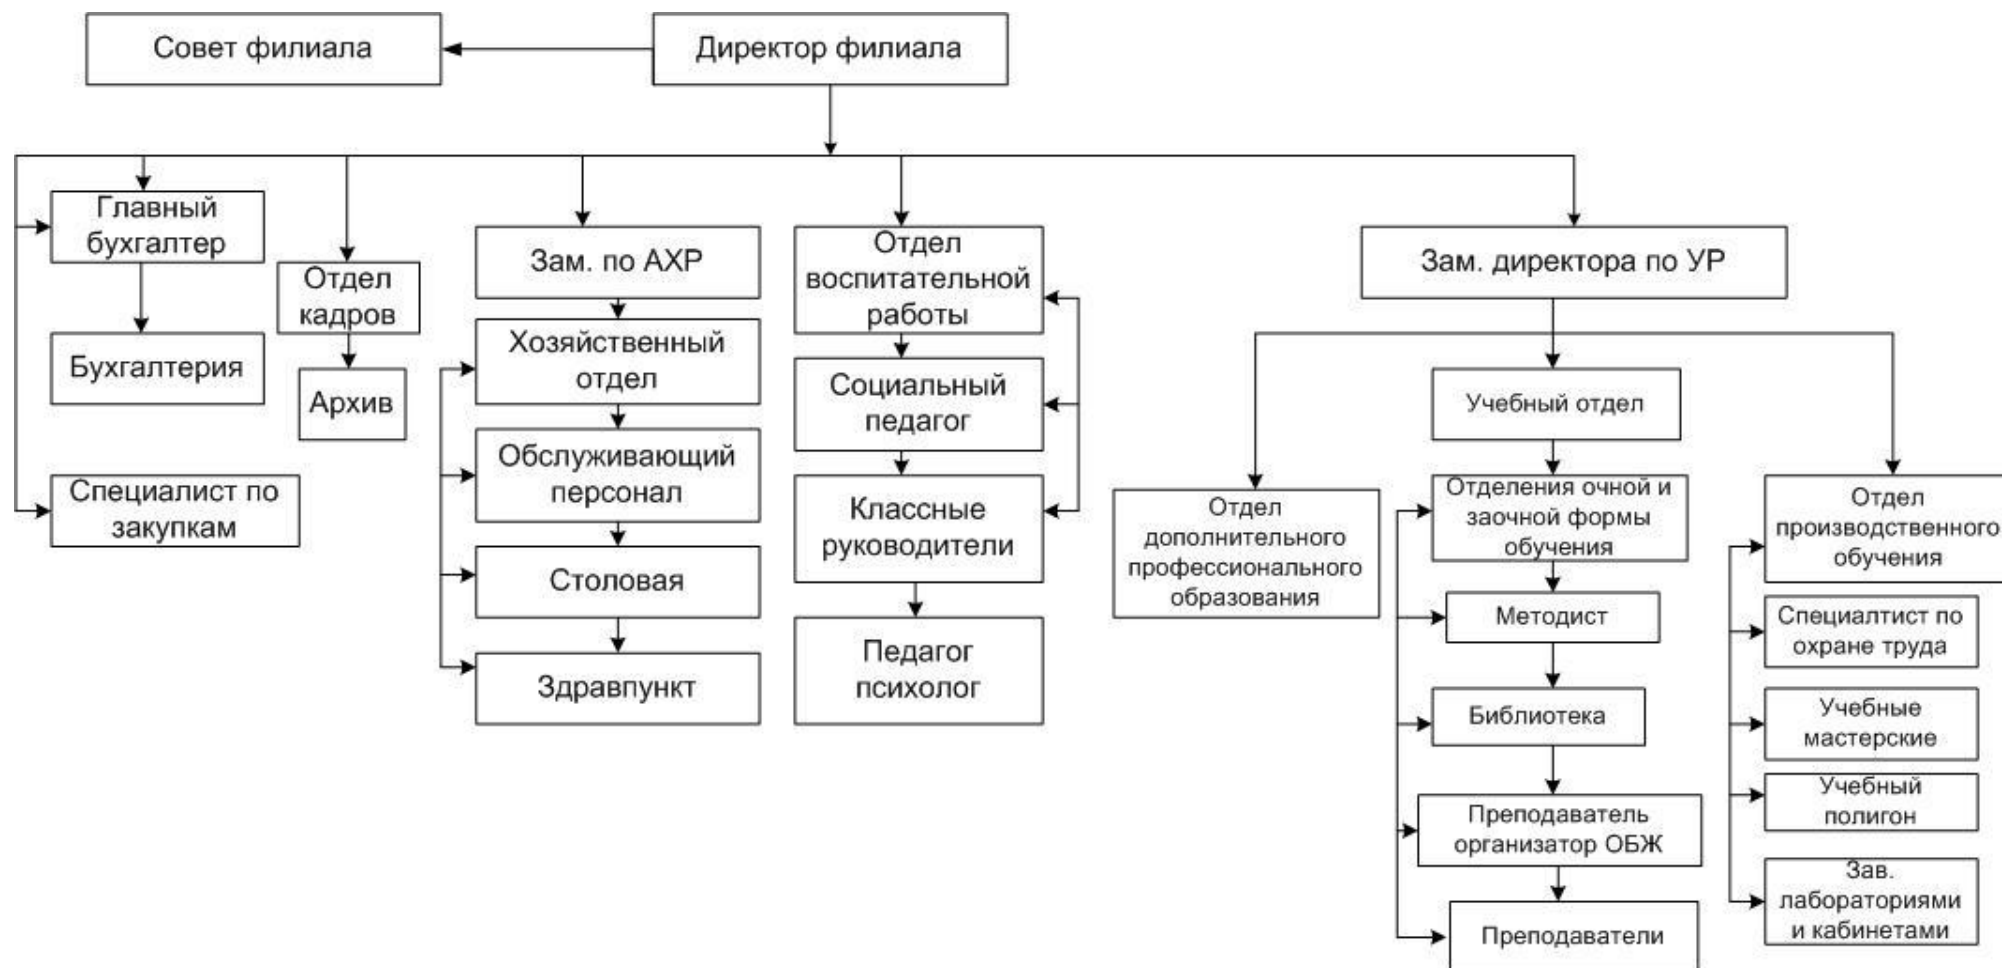 Совет филиала
Директор филиала
Главный
бухгалтер
Бухгалтерия
Специалист по
закупкам
Отдел
кадров
Архив
Зам. по АХР
Хозяйственный
отдел
Обслуживающий
персонал
Столовая
Здравпункт
Отдел
воспитательной
работы
Социальный
педагог
Классные
руководители
Педагог
психолог
Зам. директора по УР
Отдел
дополнительного
профессионального
образования
Учебный отдел
Отделения очной и
заочной формы
обучения
Методист
Библиотека
Преподаватель
организатор ОБЖ
Преподаватели
Отдел
производственного
обучения
Специалтист по
охране труда
Учебные
мастерские
Учебный
полигон
Зав.
лабораториями
и кабинетами